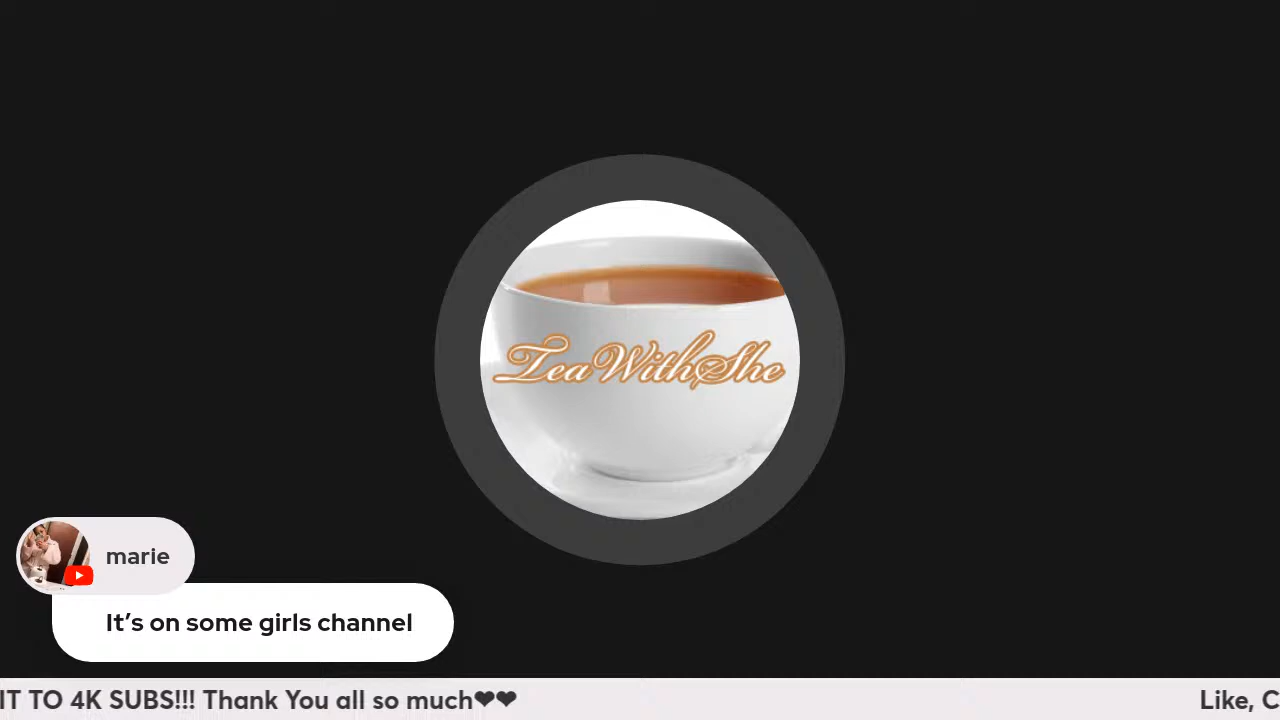 TeaWithShe
marie
It’s on some girls channel
IT TO 4K SUBS!!! Thank You all so much❤❤
Like, C